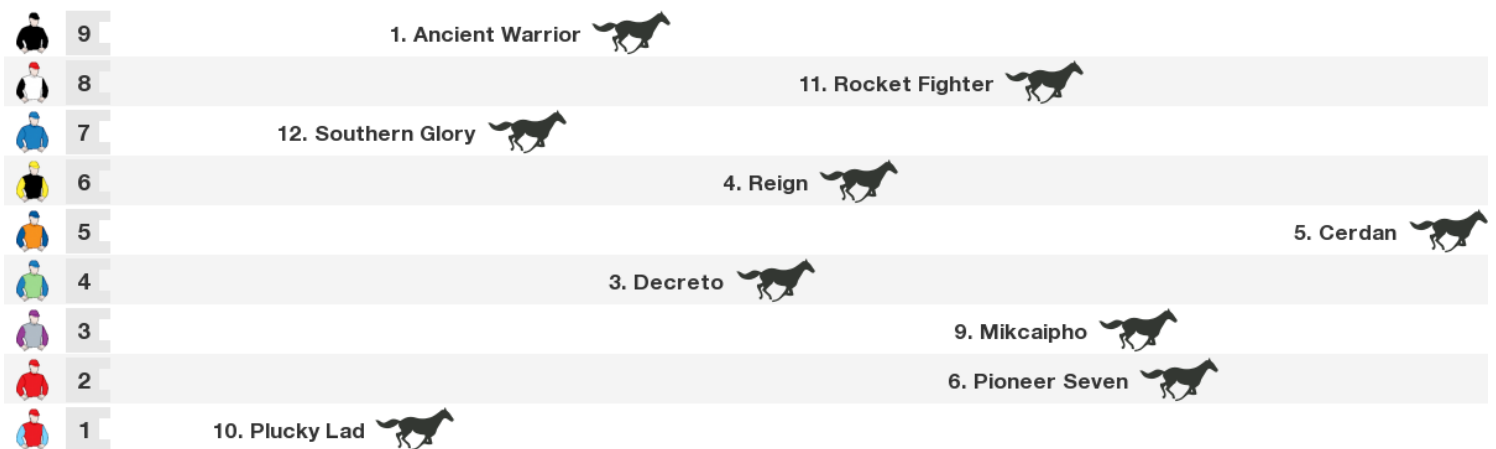 9 1. Ancient Warrior
8 11. Rocket Fighter
7 12. Southern Glory
6 4. Reign
5 5. Cerdan
4 3. Decreto
3 9. Mikcaipho
2 6. Pioneer Seven
1 10. Plucky Lad